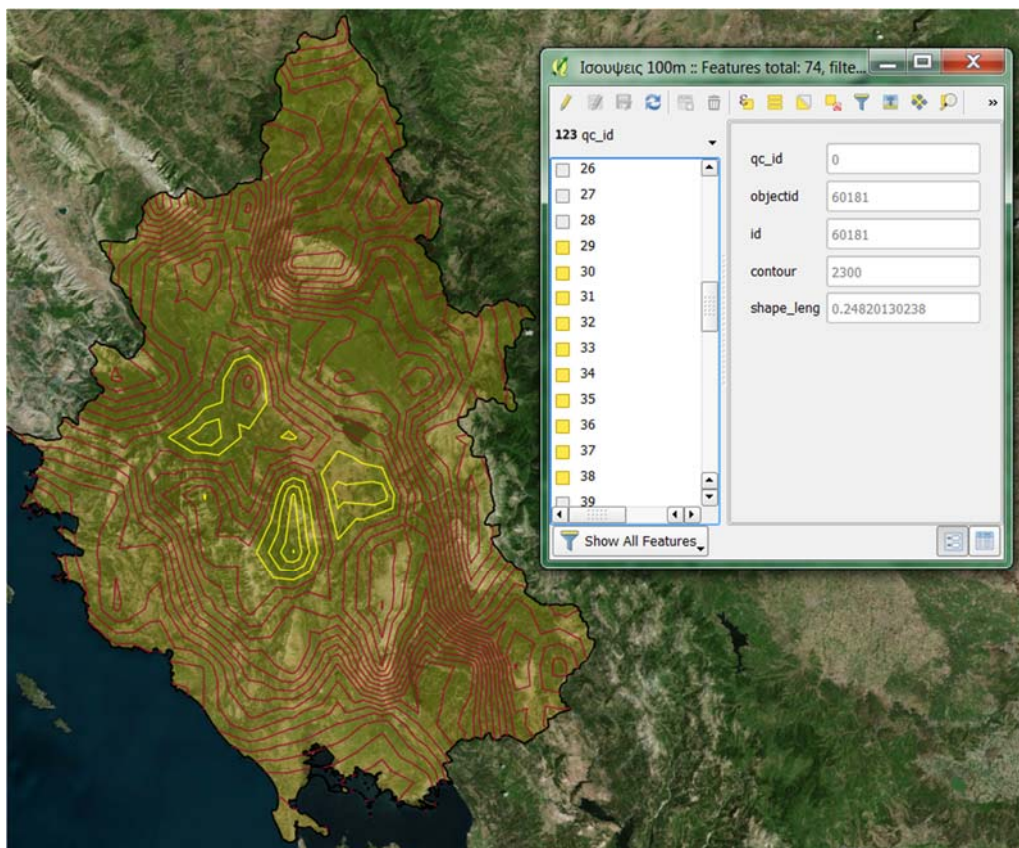 Ισουψεις 100m :: Features total: 74, filte...
123 qc_id
26
27
28
29
30
31
32
33
34
35
36
37
38
39
Show All Features
qc_id 0
objectid 60181
id 60181
contour 2300
shape_leng 0.24820130238